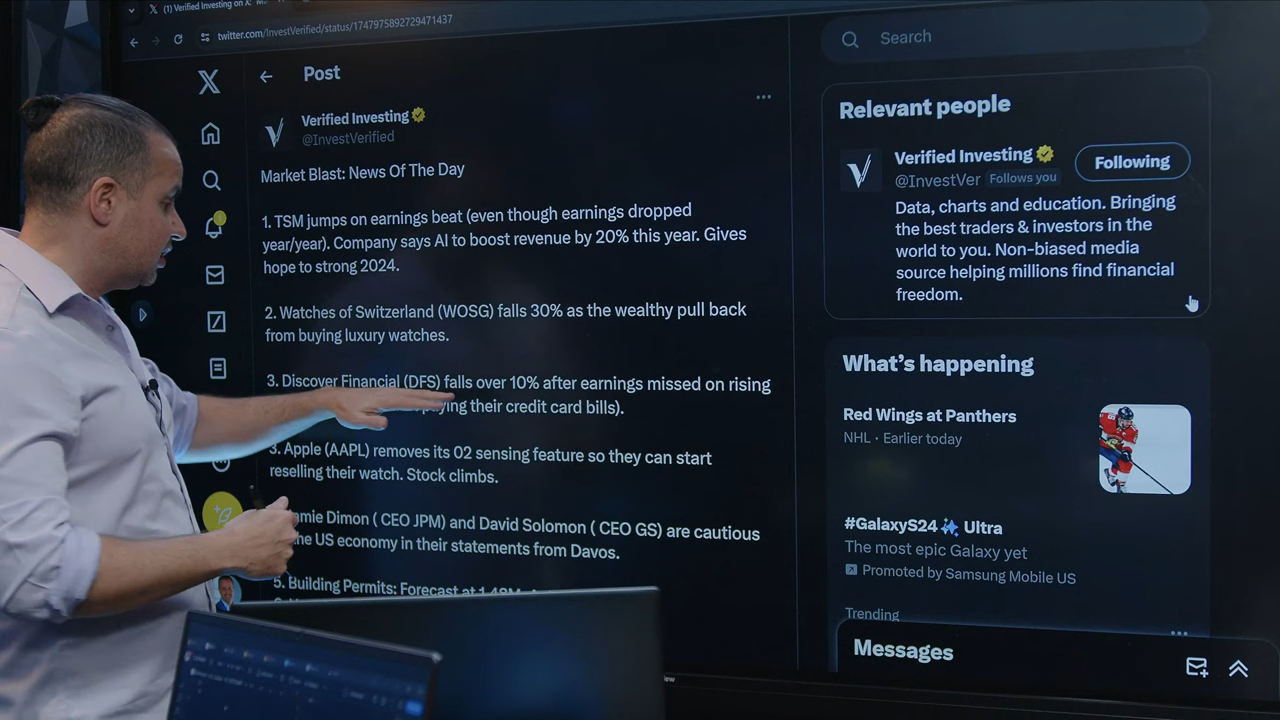 (1) Verified Investing on X:
twitter.com/InvestVerified/status/1747975892729471437
Post
Verified Investing
@InvestVerified
Market Blast: News Of The Day
1. TSM jumps on earnings beat (even though earnings dropped
year/year). Company says AI to boost revenue by 20% this year. Gives
hope to strong 2024.
2. Watches of Switzerland (WOSG) falls 30% as the wealthy pull back
from buying luxury watches.
3. Discover Financial (DFS) falls over 10% after earnings missed on rising
paying their credit card bills).
3. Apple (AAPL) removes its 02 sensing feature so they can start
reselling their watch. Stock climbs.
Jamie Dimon ( CEO JPM) and David Solomon ( CEO GS) are cautious
the US economy in their statements from Davos.
5. Building Permits: Forecast at 1.48M
Search
Relevant people
Verified Investing
Following
@InvestVer Follows you
Data, charts and education. Bringing
the best traders & investors in the
world to you. Non-biased media
source helping millions find financial
freedom.
What's happening
Red Wings at Panthers
NHL · Earlier today
#GalaxyS24 Ultra
The most epic Galaxy yet
Promoted by Samsung Mobile US
Trending
Messages